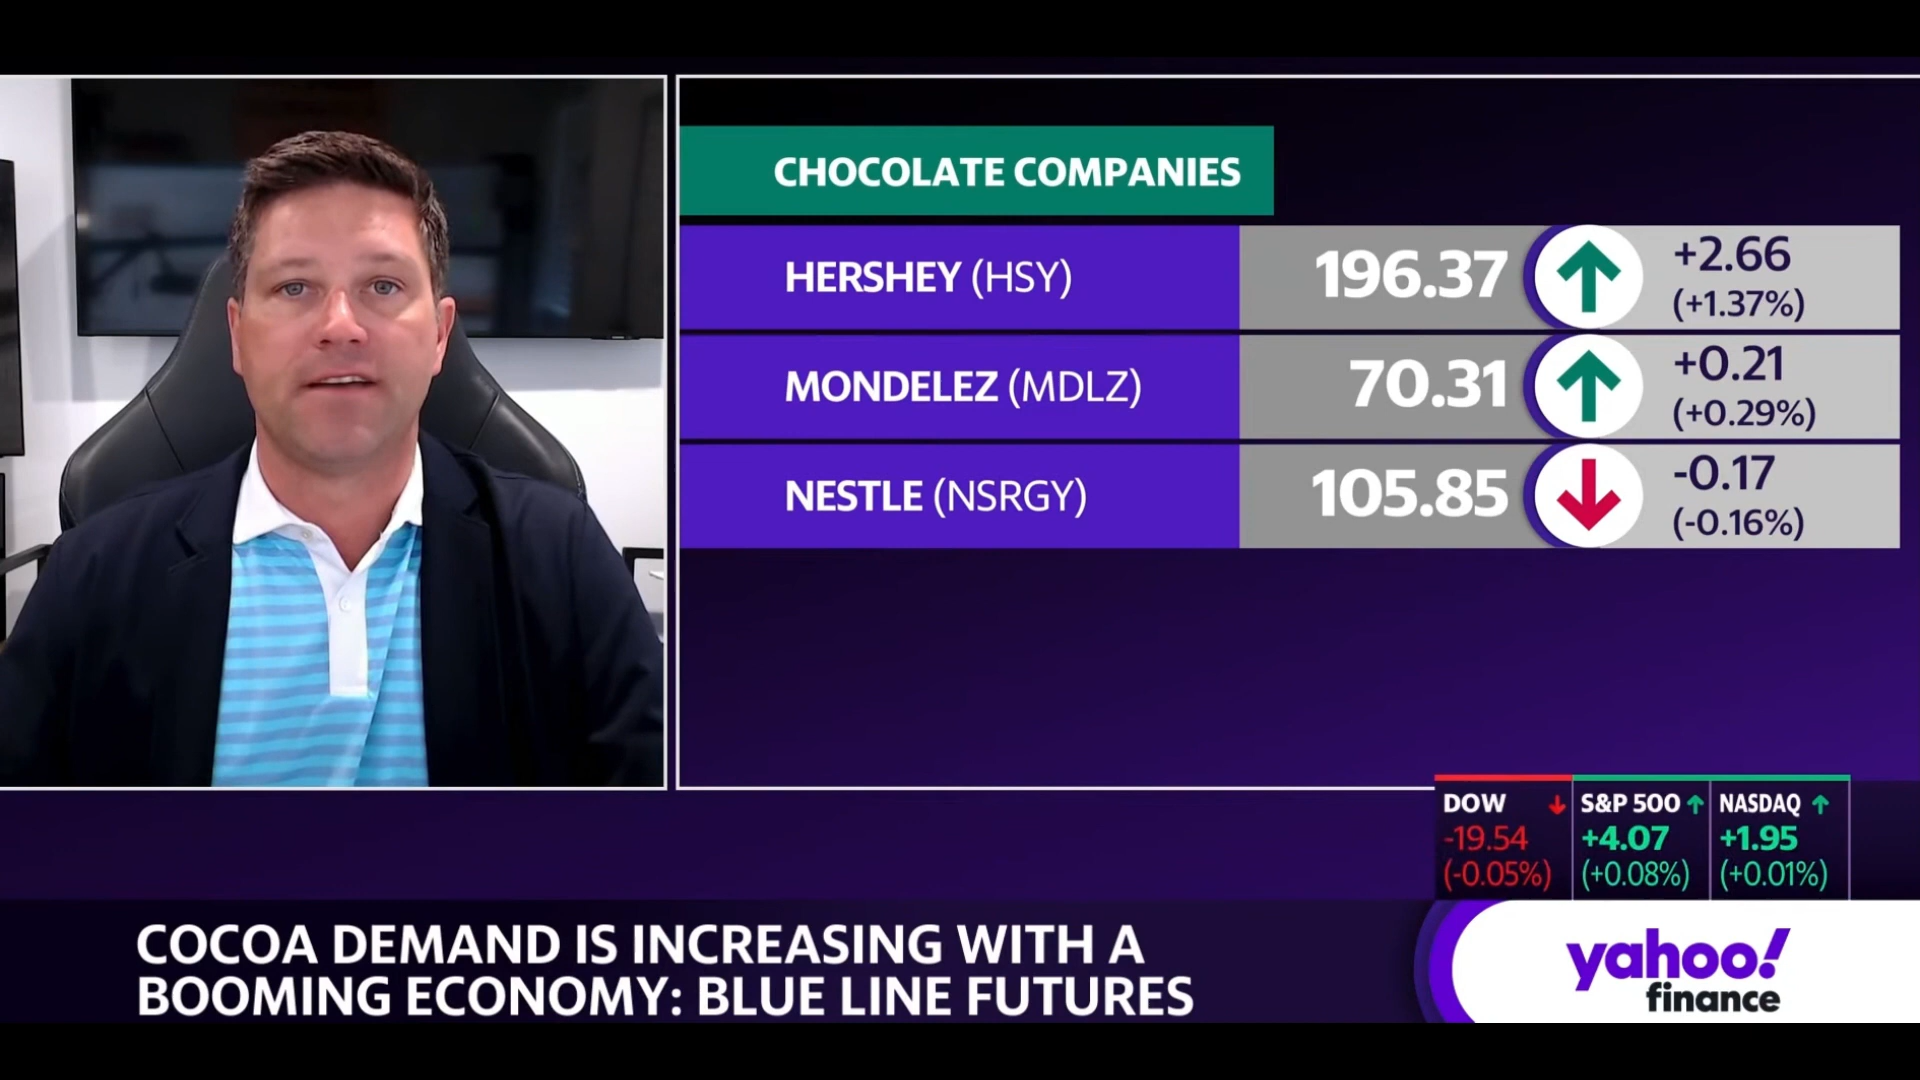 CHOCOLATE COMPANIES
HERSHEY (HSY) 196.37 +2.66 (+1.37%)
MONDELEZ (MDLZ) 70.31 +0.21 (+0.29%)
NESTLE (NSRGY) 105.85 -0.17 (-0.16%)
DOW S&P 500 NASDAQ
-19.54 +4.07 +1.95
(-0.05%) (+0.08%) (+0.01%)
COCOA DEMAND IS INCREASING WITH A
BOOMING ECONOMY: BLUE LINE FUTURES
yahoo!
finance